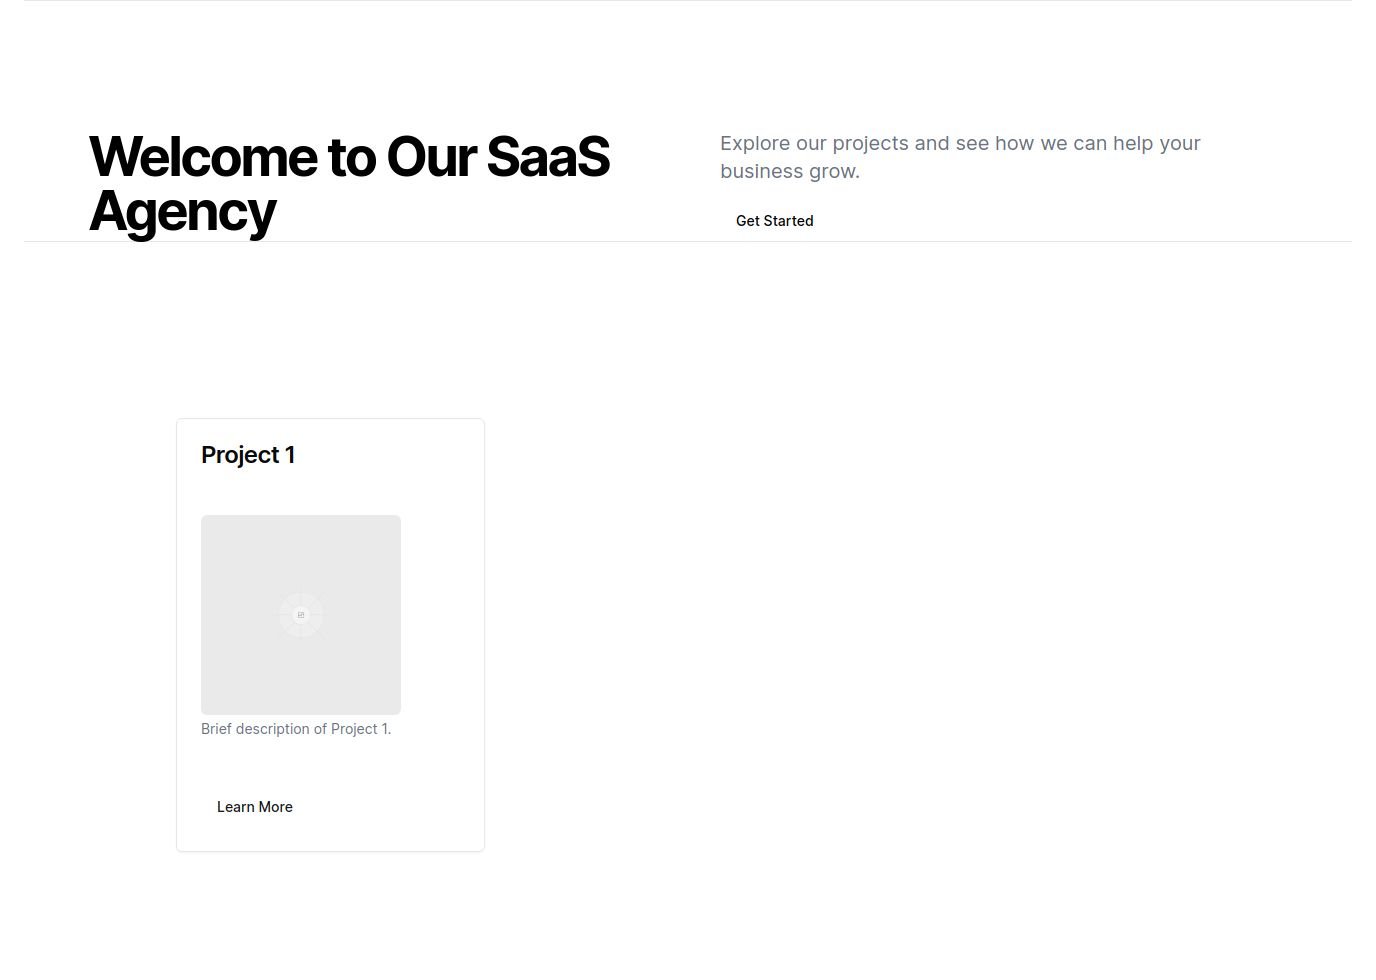 Welcome to Our SaaS
Agency
Explore our projects and see how we can help your
business grow.
Get Started
Project 1
Brief description of Project 1.
Learn More